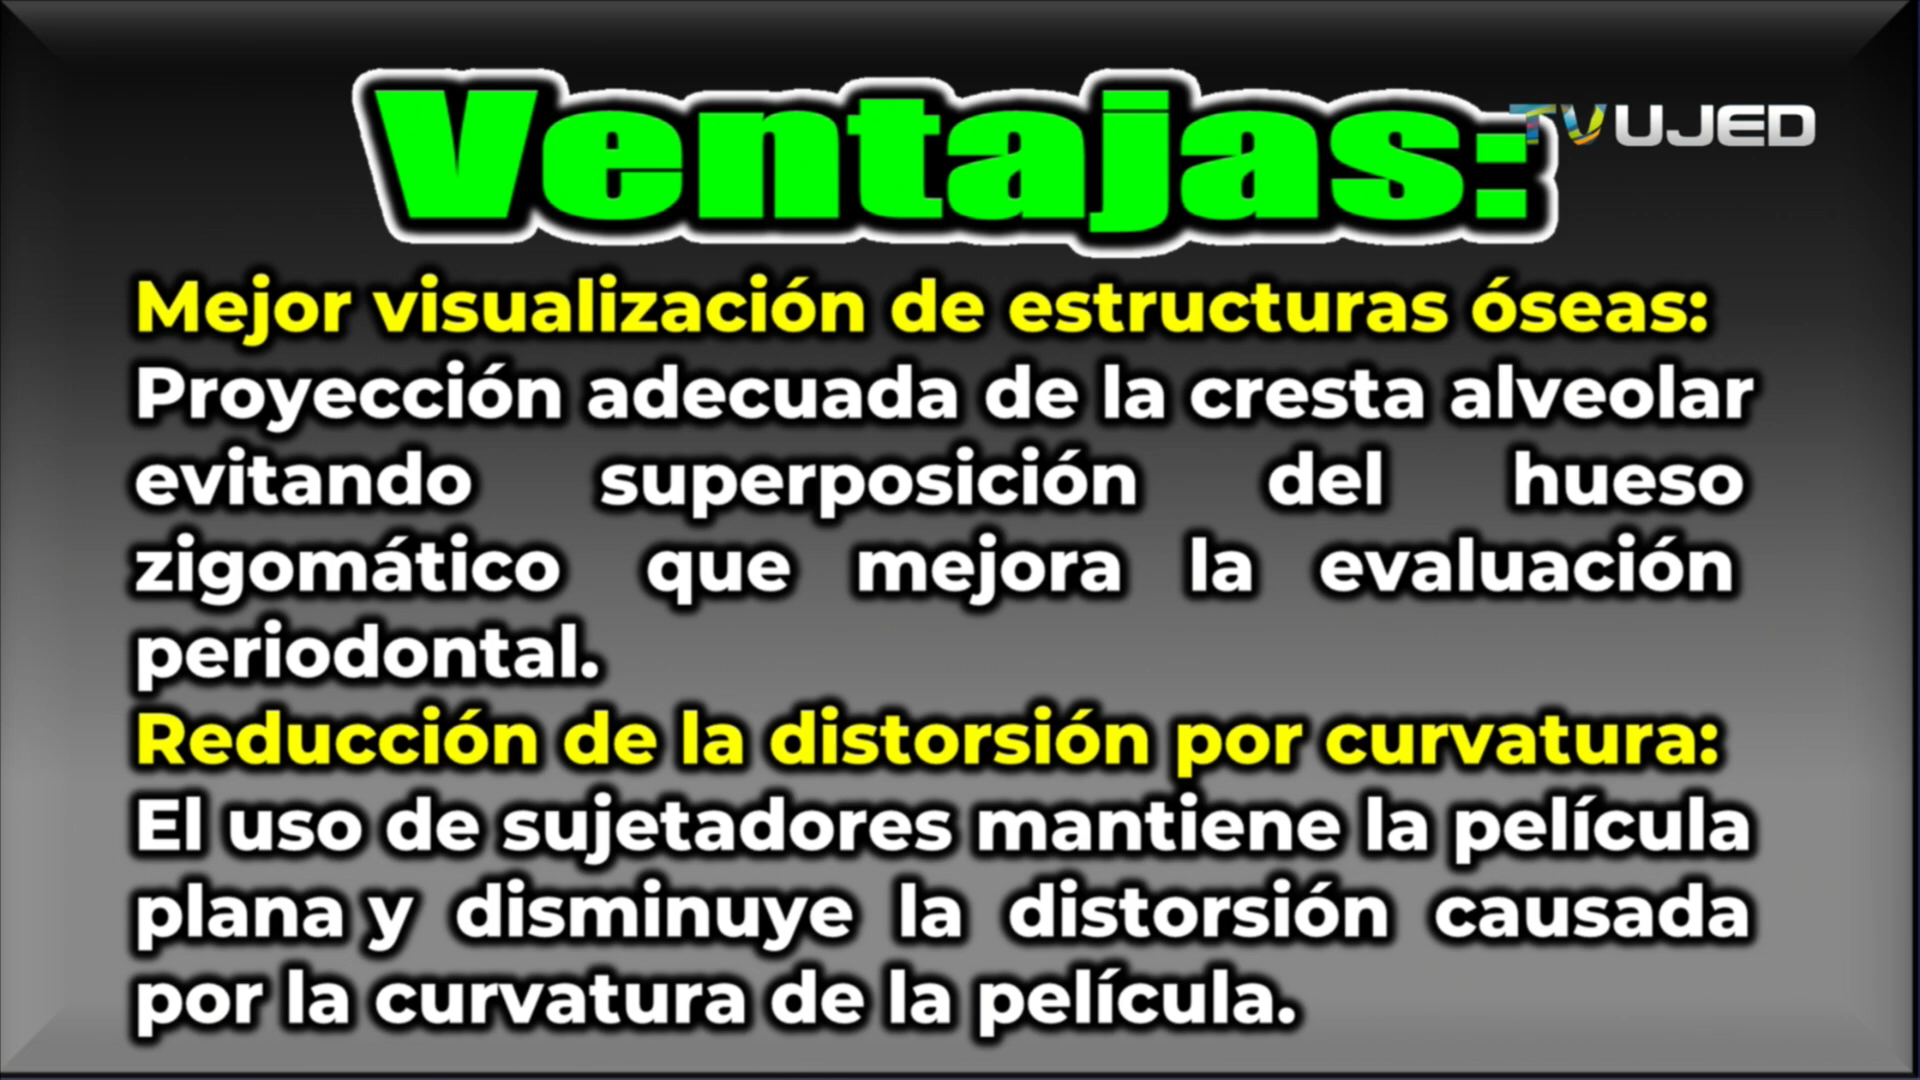 Ventajas:
TVUJED
Mejor visualización de estructuras óseas:
Proyección adecuada de la cresta alveolar
evitando superposición del hueso
zigomático que mejora la evaluación
periodontal.
Reducción de la distorsión por curvatura:
El uso de sujetadores mantiene la película
plana y disminuye la distorsión causada
por la curvatura de la película.